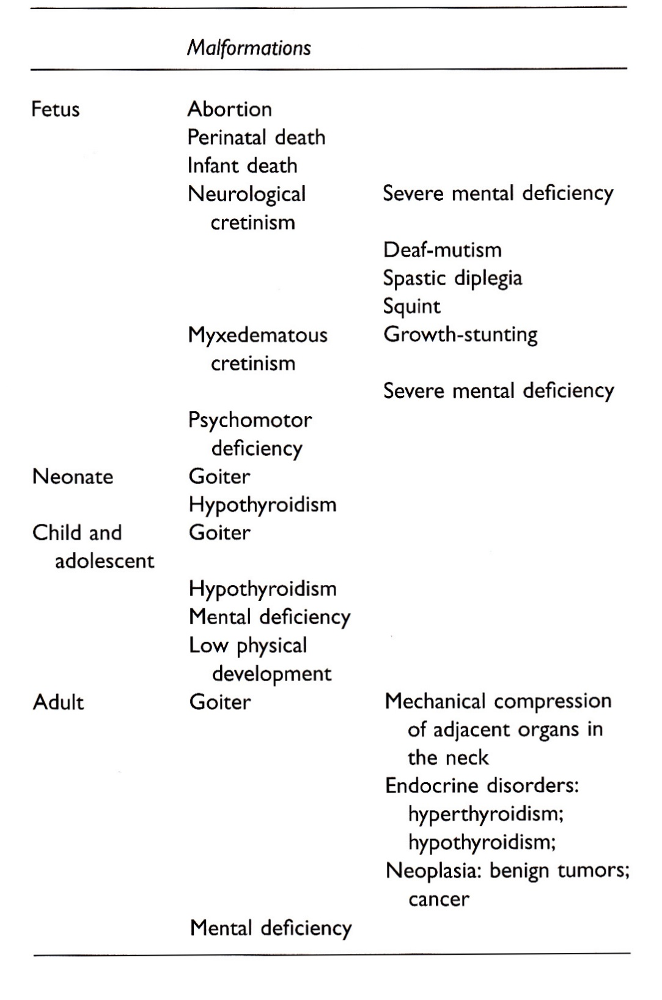 Malformations
Fetus Abortion
Perinatal death
Infant death
Neurological Severe mental deficiency
cretinism
Deaf-mutism
Spastic diplegia
Squint
Myxedematous Growth-stunting
cretinism
Severe mental deficiency
Psychomotor
deficiency
Neonate Goiter
Hypothyroidism
Child and Goiter
adolescent
Hypothyroidism
Mental deficiency
Low physical
development
Adult Goiter Mechanical compression
of adjacent organs in
the neck
Endocrine disorders:
hyperthyroidism;
hypothyroidism;
Neoplasia: benign tumors;
cancer
Mental deficiency